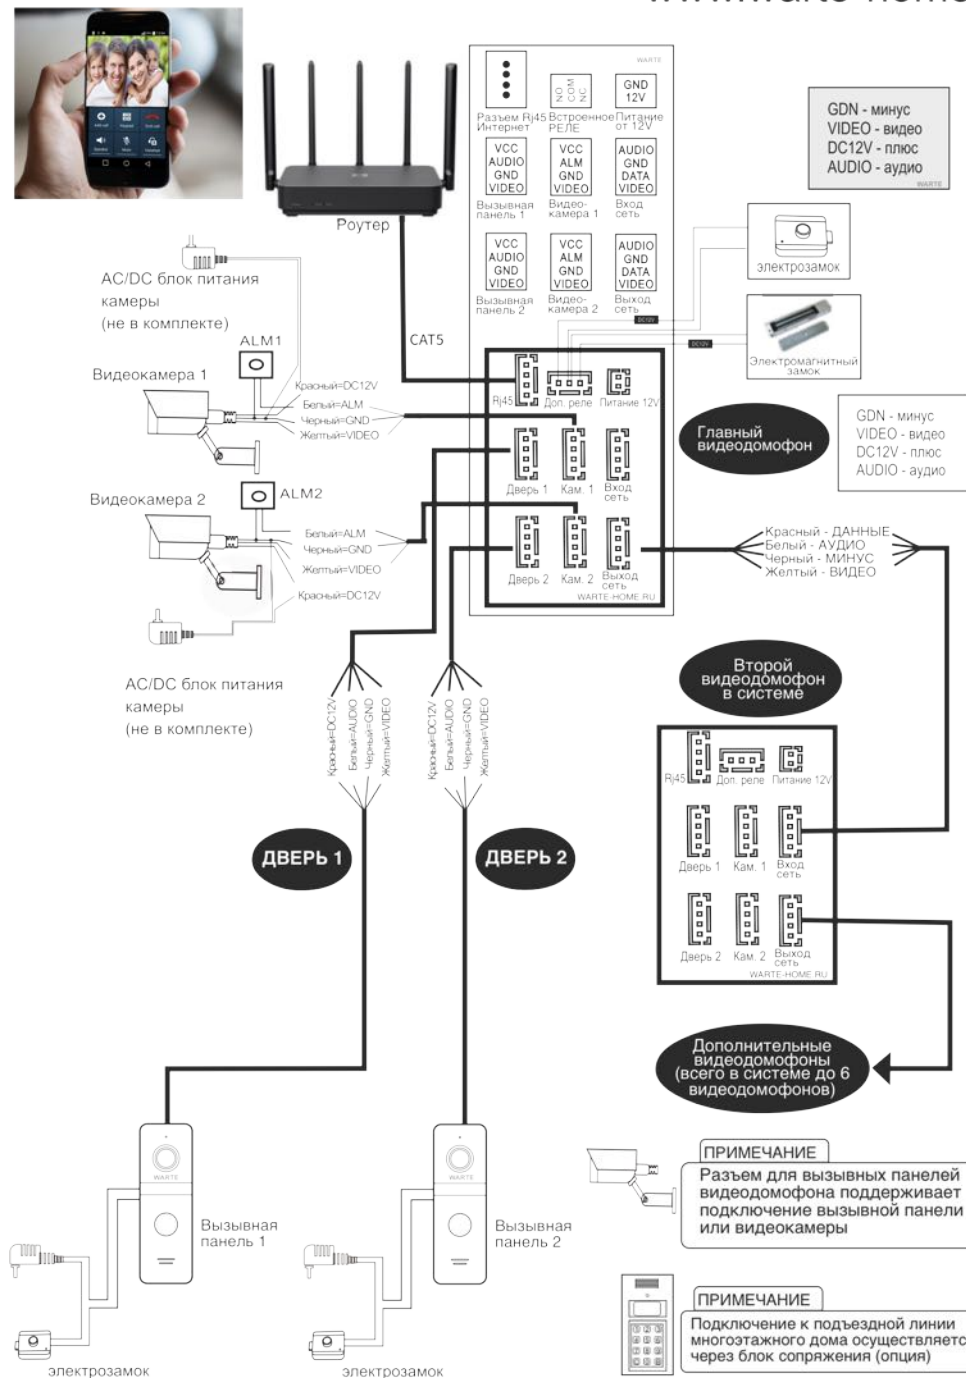 WARTE
GND
12V
NO
COM
NC
Разъем Rj45
Интернет
Встроенное
РЕЛЕ
Питание
от 12V
VCC
AUDIO
GND
VIDEO
VCC
ALM
GND
VIDEO
AUDIO
GND
DATA
VIDEO
Вызывная
панель 1
Видео-
камера 1
Вход
сеть
VCC
AUDIO
GND
VIDEO
VCC
ALM
GND
VIDEO
AUDIO
GND
DATA
VIDEO
Вызывная
панель 2
Видео-
камера 2
Выход
сеть
GDN - минус
VIDEO - видео
DC12V - плюс
AUDIO - аудио
WARTE
Роутер
электрозамок
DC12V
DC12V
Электромагнитный
замок
AC/DC блок питания
камеры
(не в комплекте)
CAT5
ALM1
Видеокамера 1
Красный=DC12V
Белый=ALM
Черный=GND
Желтый=VIDEO
Rj45
Доп. реле
Питание 12V
Дверь 1
Кам. 1
Вход
сеть
Дверь 2
Кам. 2
Выход
сеть
WARTE-HOME.RU
Главный
видеодомофон
GDN - минус
VIDEO - видео
DC12V - плюс
AUDIO - аудио
ALM2
Видеокамера 2
Белый=ALM
Черный=GND
Желтый=VIDEO
Красный=DC12V
Красный - ДАННЫЕ
Белый - АУДИО
Черный - МИНУС
Желтый - ВИДЕО
AC/DC блок питания
камеры
(не в комплекте)
Красный=DC12V
Белый=AUDIO
Черный=GND
Желтый=VIDEO
Красный=DC12V
Белый=AUDIO
Черный=GND
Желтый=VIDEO
Второй
видеодомофон
в системе
Rj45
Доп. реле
Питание 12V
Дверь 1
Кам. 1
Вход
сеть
Дверь 2
Кам. 2
Выход
сеть
WARTE-HOME.RU
ДВЕРЬ 1
ДВЕРЬ 2
Дополнительные
видеодомофоны
(всего в системе до 6
видеодомофонов)
WARTE
Вызывная
панель 1
электрозамок
WARTE
Вызывная
панель 2
электрозамок
ПРИМЕЧАНИЕ
Разъем для вызывных панелей
видеодомофона поддерживает
подключение вызывной панели
или видеокамеры
ПРИМЕЧАНИЕ
Подключение к подъездной линии
многоэтажного дома осуществляетс
через блок сопряжения (опция)